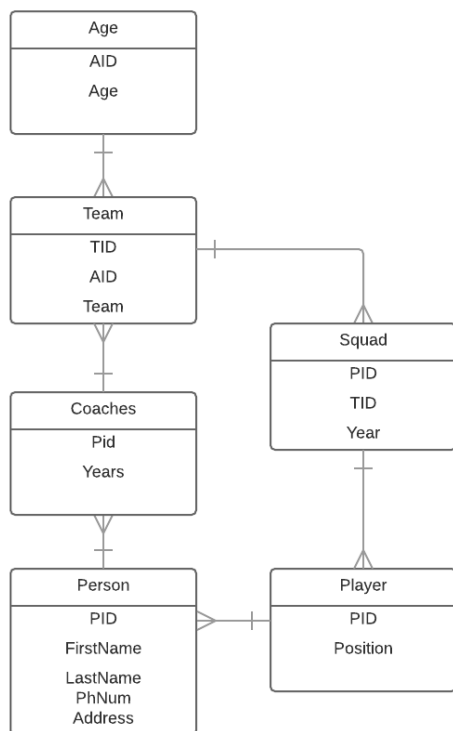 Age
AID
Age
Team
TID
AID
Team
Squad
PID
TID
Year
Coaches
Pid
Years
Person
PID
FirstName
LastName
PhNum
Address
Player
PID
Position